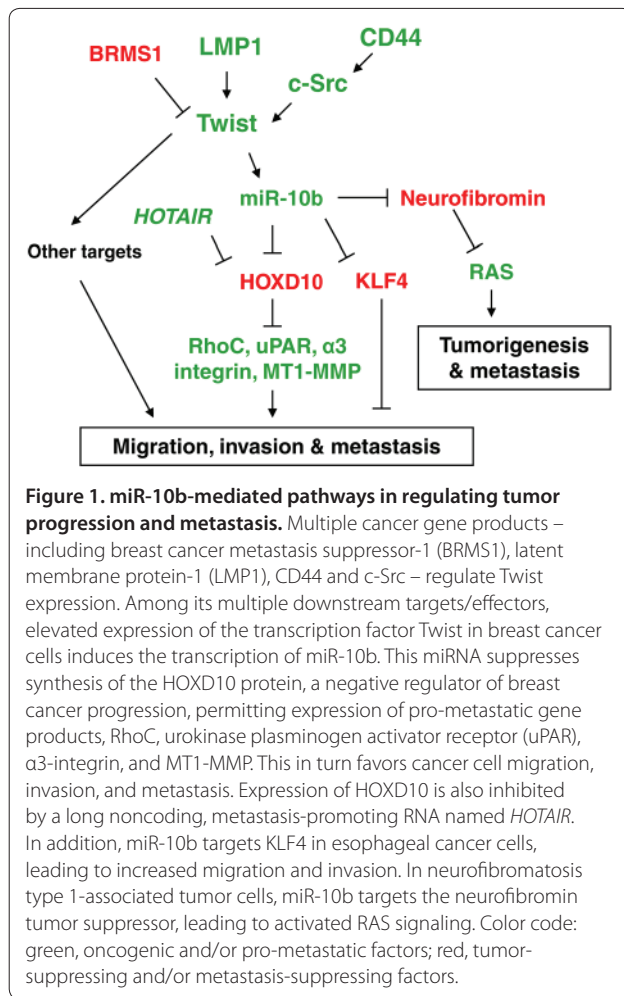 BRMS1
LMP1
CD44
c-Src
Twist
HOTAIR
miR-10b
Neurofibromin
Other targets
HOXD10
KLF4
RAS
RhoC, uPAR, α3
integrin, MT1-MMP
Tumorigenesis
& metastasis
Migration, invasion & metastasis
Figure 1. miR-10b-mediated pathways in regulating tumor
progression and metastasis. Multiple cancer gene products –
including breast cancer metastasis suppressor-1 (BRMS1), latent
membrane protein-1 (LMP1), CD44 and c-Src – regulate Twist
expression. Among its multiple downstream targets/effectors,
elevated expression of the transcription factor Twist in breast cancer
cells induces the transcription of miR-10b. This miRNA suppresses
synthesis of the HOXD10 protein, a negative regulator of breast
cancer progression, permitting expression of pro-metastatic gene
products, RhoC, urokinase plasminogen activator receptor (uPAR),
α3-integrin, and MT1-MMP. This in turn favors cancer cell migration,
invasion, and metastasis. Expression of HOXD10 is also inhibited
by a long noncoding, metastasis-promoting RNA named HOTAIR.
In addition, miR-10b targets KLF4 in esophageal cancer cells,
leading to increased migration and invasion. In neurofibromatosis
type 1-associated tumor cells, miR-10b targets the neurofibromin
tumor suppressor, leading to activated RAS signaling. Color code:
green, oncogenic and/or pro-metastatic factors; red, tumor-
suppressing and/or metastasis-suppressing factors.